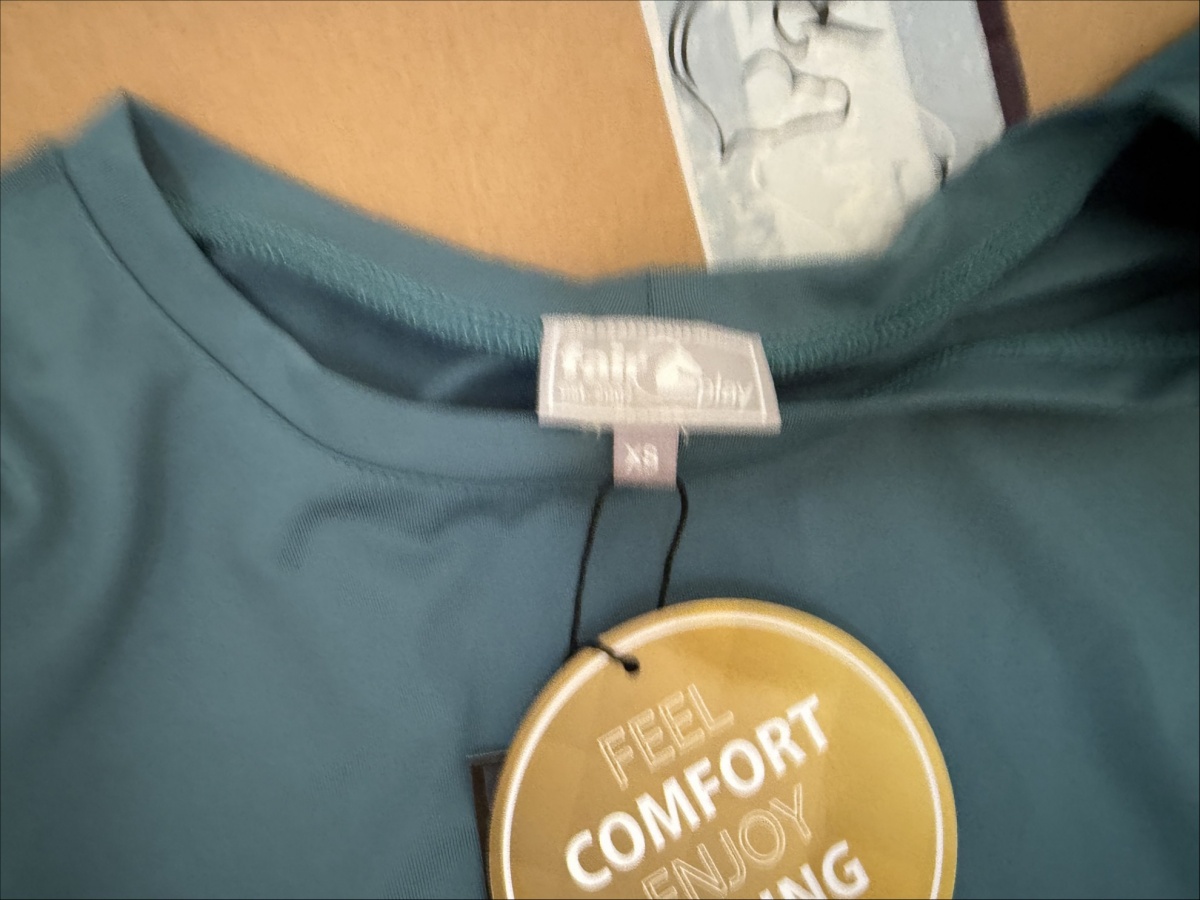 fair play
XS
FEEL
COMFORT
ENJOY